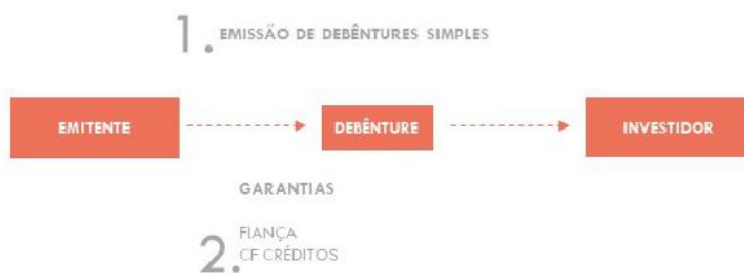 1. EMISSÃO DE DEBÊNTURES SIMPLES
EMITENTE
DEBÊNTURE
INVESTIDOR
GARANTIAS
2. FIANÇA
CF CRÉDITOS